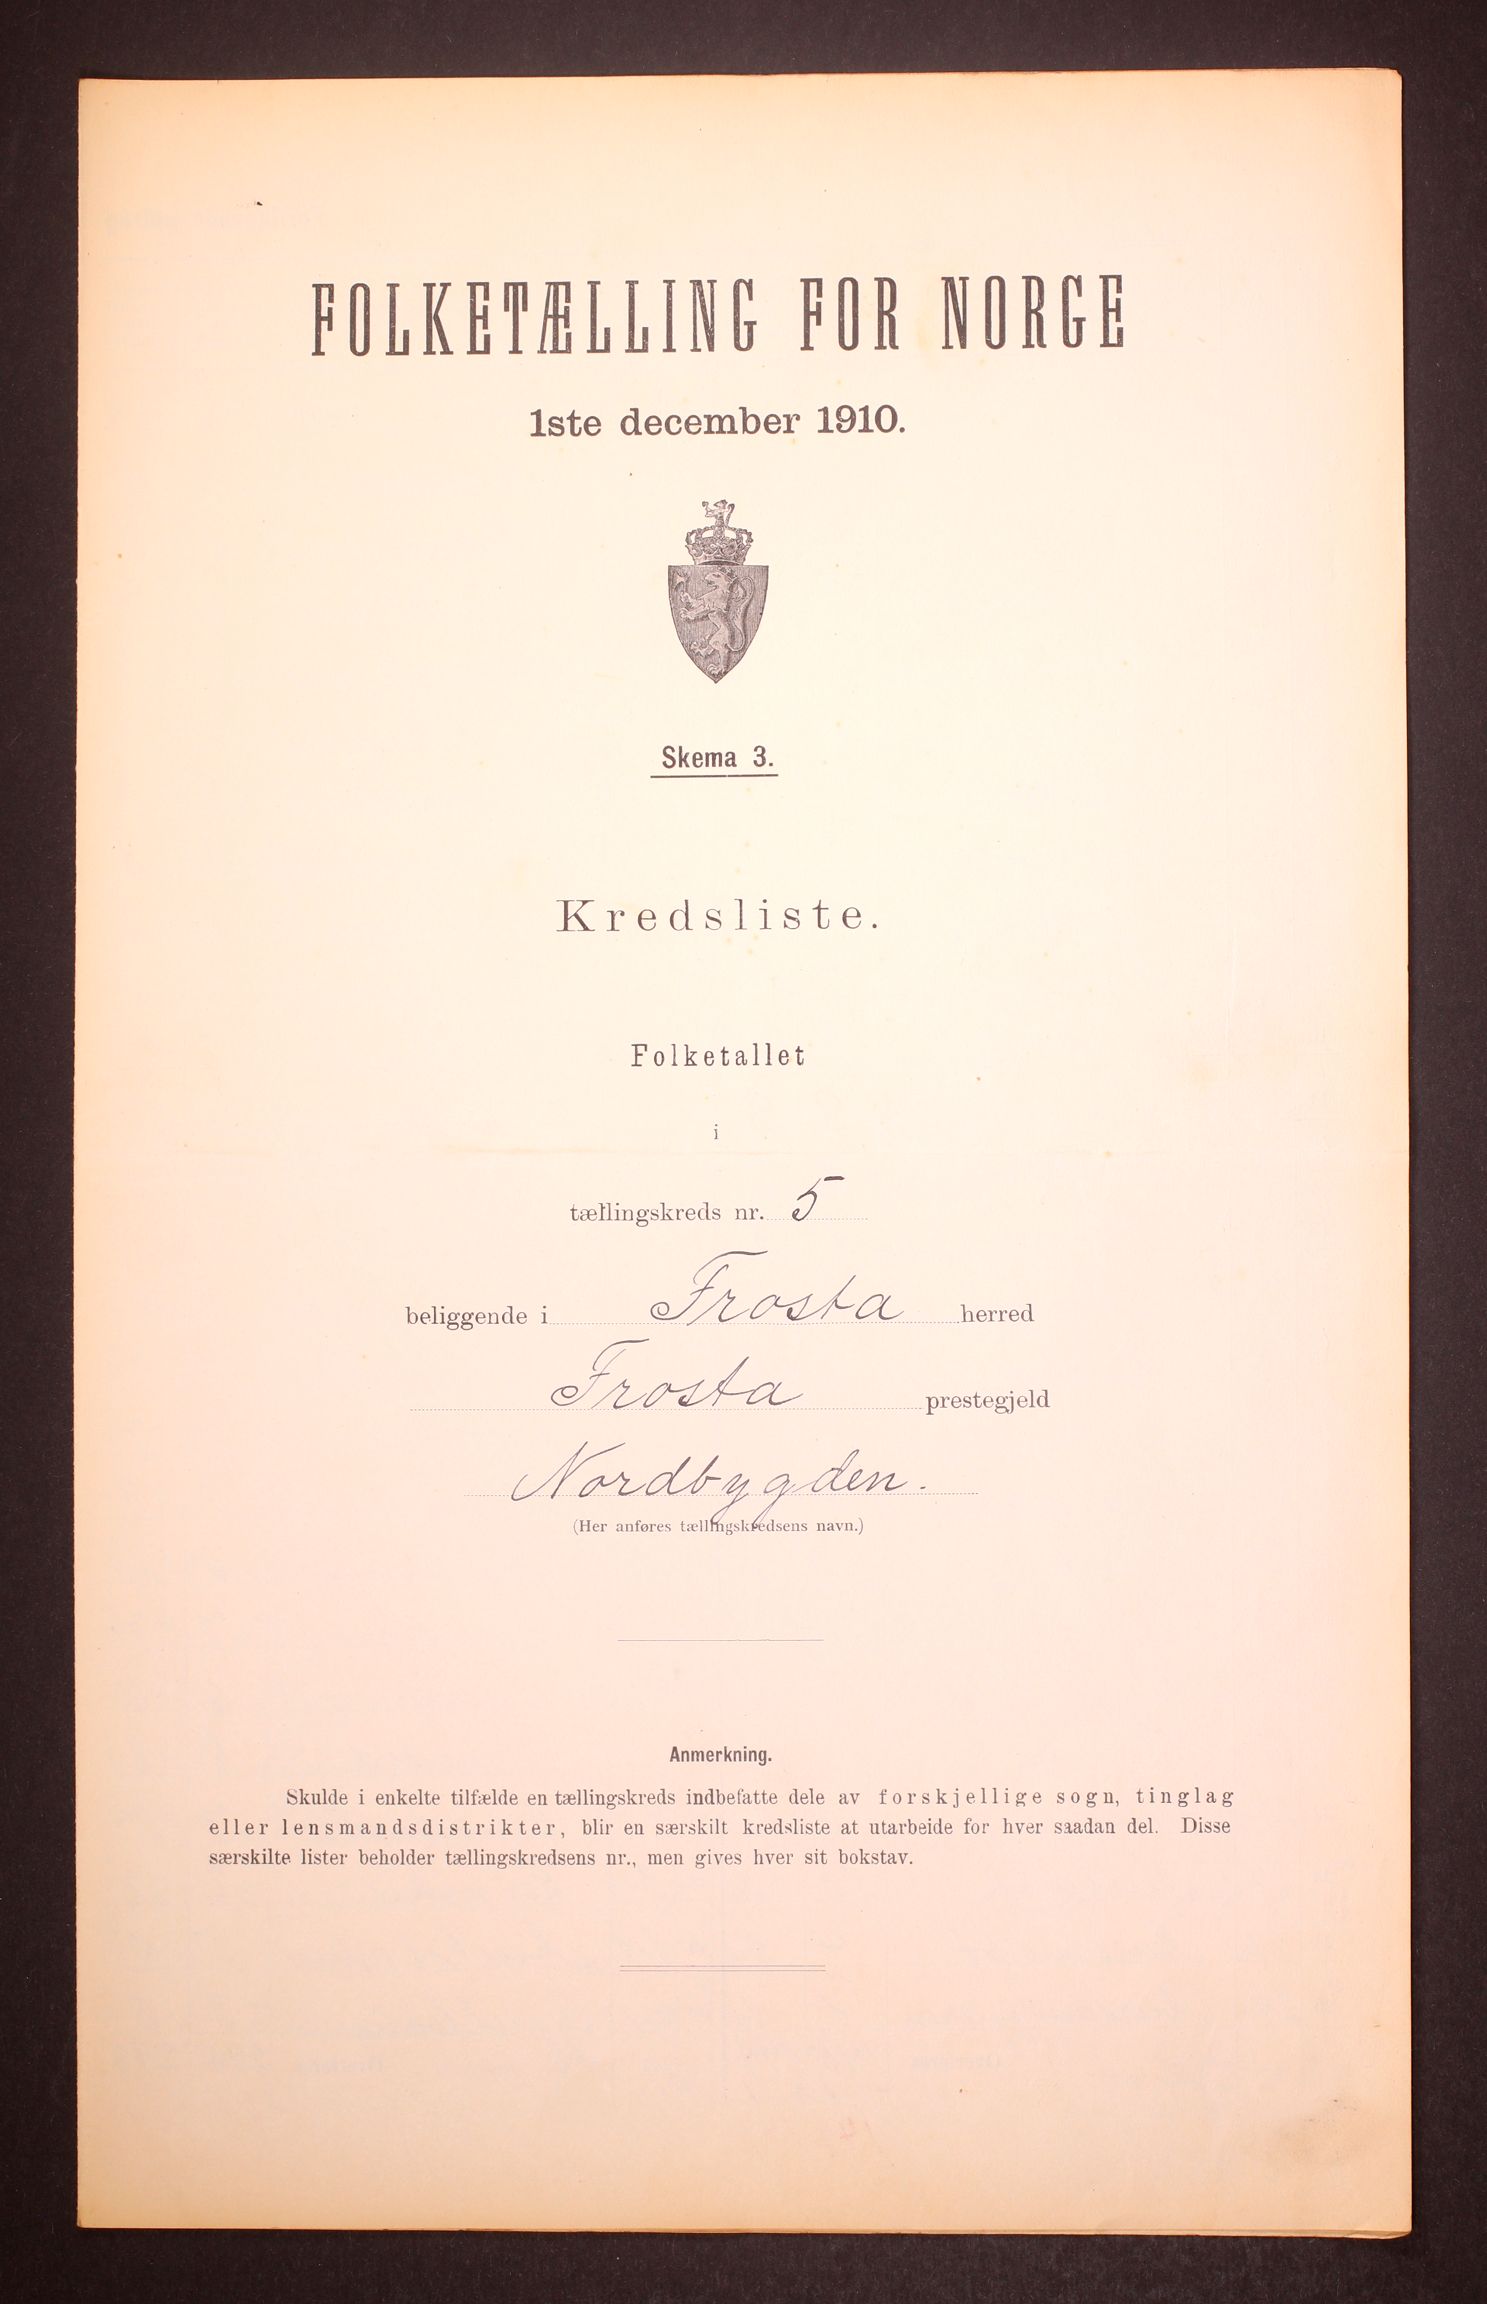 FOLKETÆLLING FOR NORGE
1ste december 1910.
Skema 3.
Kredsliste.
Folketallet
i
tællingskreds nr. 5
beliggende i Frosta herred
Frosta prestegjeld
Nordbygden.
(Her anføres tællingskredsens navn.)
Anmerkning.
Skulde i enkelte tilfælde en tællingskreds indbefatte dele av forskjellige sogn, tinglag
eller lensmandsdistrikter, blir en særskilt kredsliste at utarbeide for hver saadan del. Disse
særskilte lister beholder tællingskredsens nr., men gives hver sit bokstav.